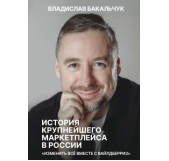 ВЛАДИСЛАВ БАКАЛЬЧУК
ИСТОРИЯ
КРУПНЕЙШЕГО
МАРКЕТПЛЕЙСА
В РОССИИ
«ИЗМЕНИТЬ ВСЁ ВМЕСТЕ С ВАЙЛДБЕРРИЗ»